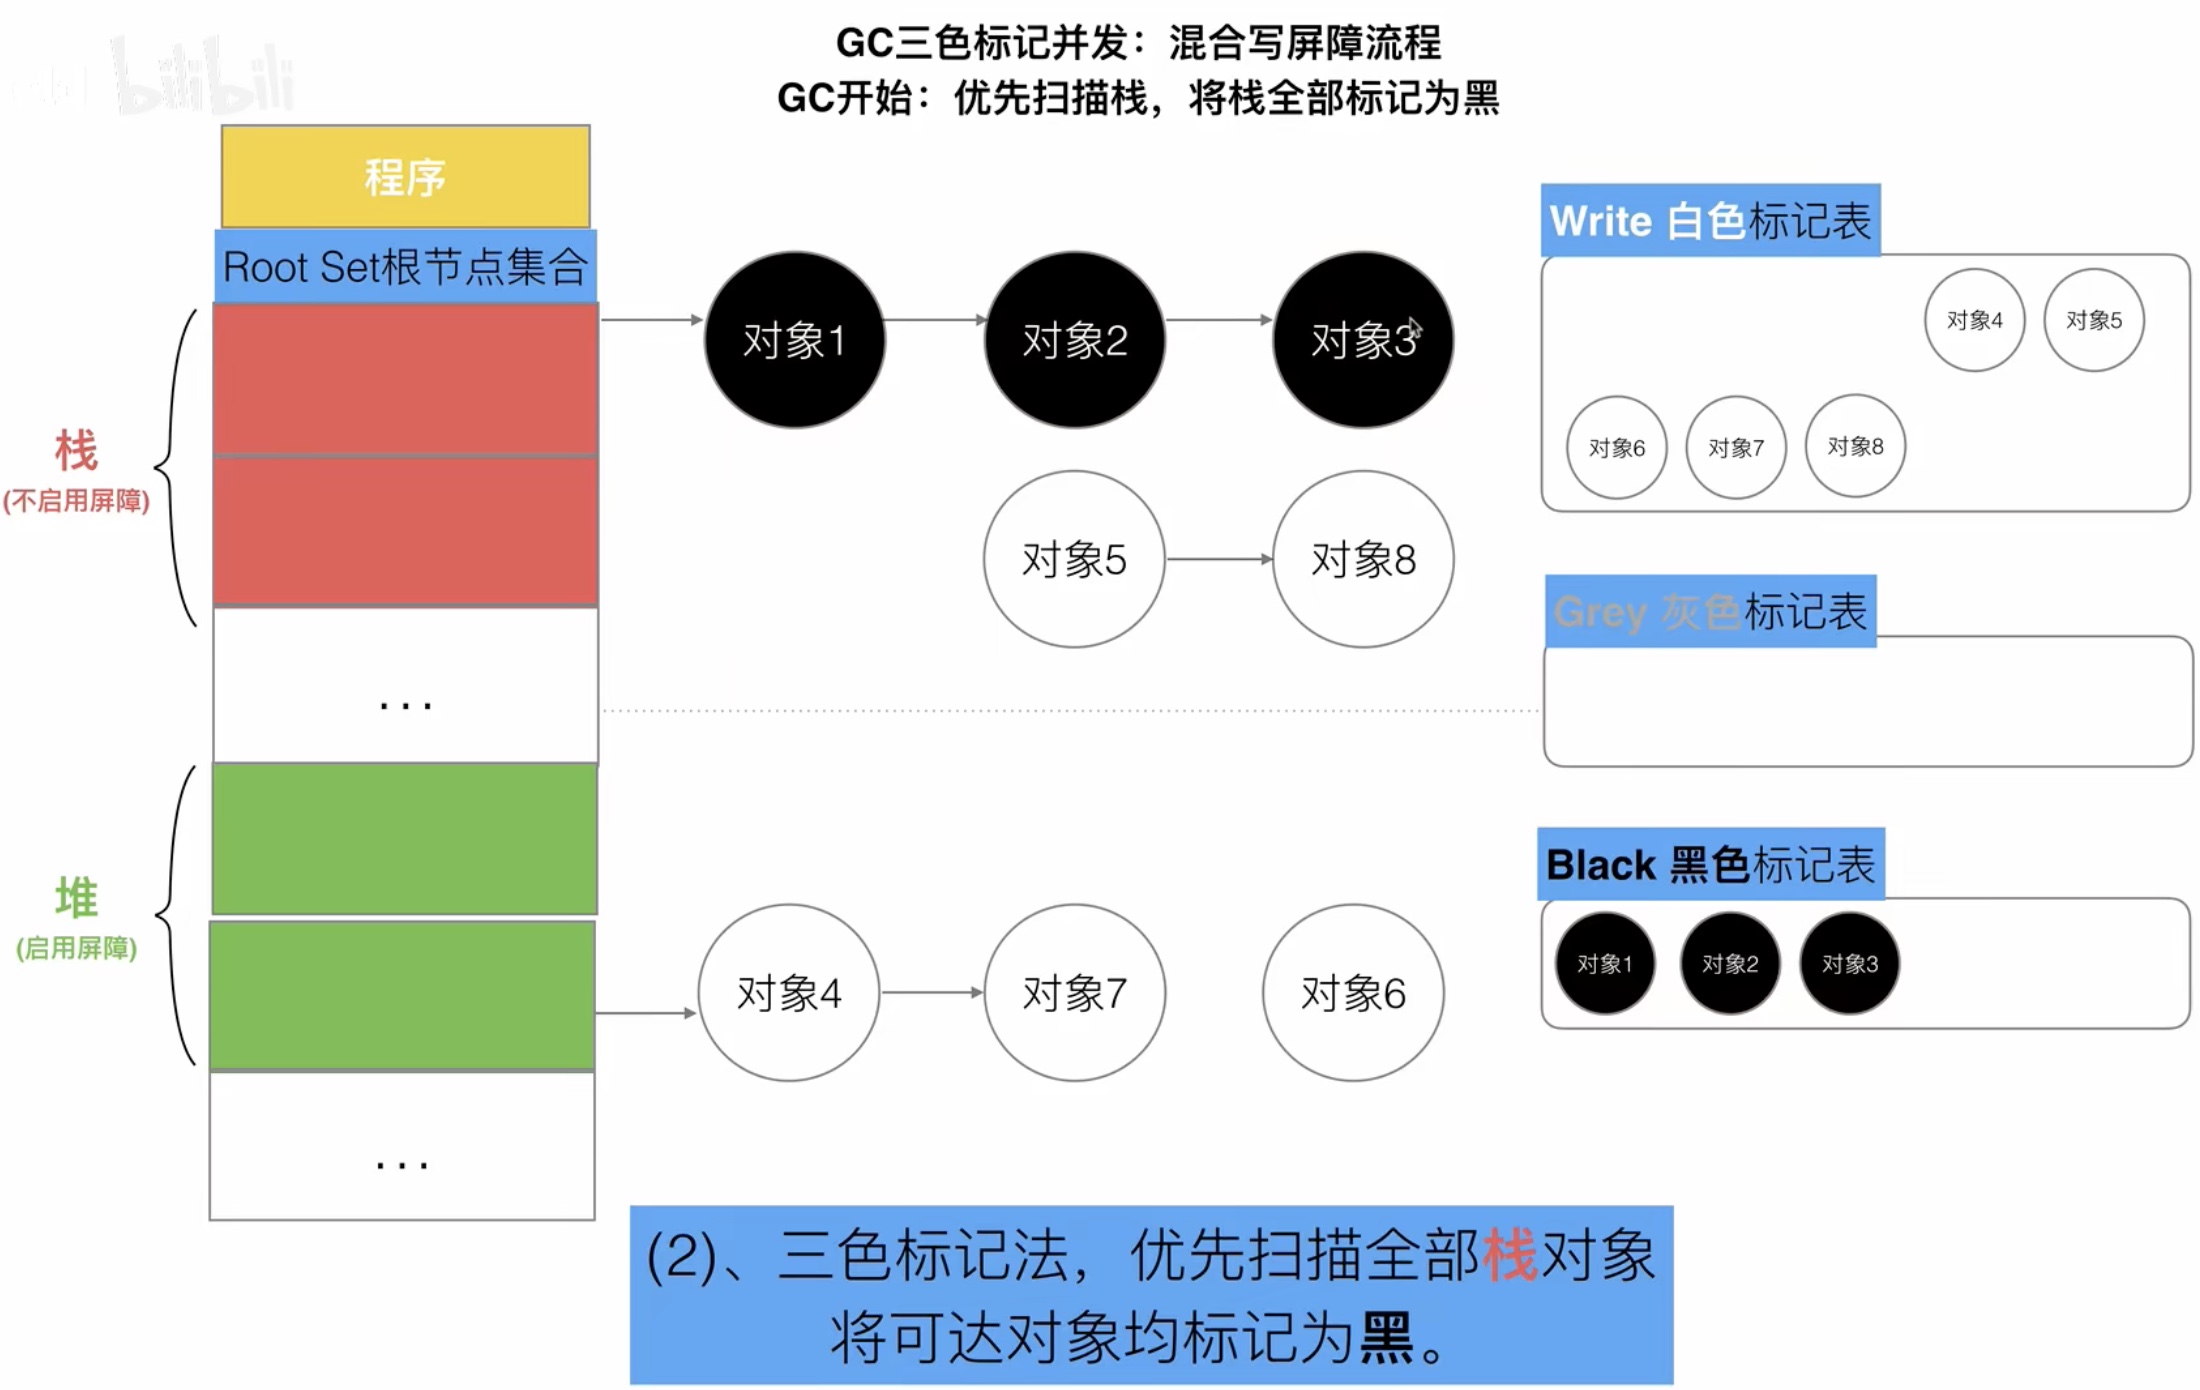 GC三色标记并发：混合写屏障流程
GC开始：优先扫描栈，将栈全部标记为黑
bilibili
程序
Root Set根节点集合
栈
(不启用屏障)
...
堆
(启用屏障)
...
对象1
对象2
对象3
对象5
对象8
对象4
对象7
对象6
Write 白色标记表
对象4
对象5
对象6
对象7
对象8
Grey 灰色标记表
Black 黑色标记表
对象1
对象2
对象3
(2)、三色标记法，优先扫描全部栈对象
将可达对象均标记为黑。